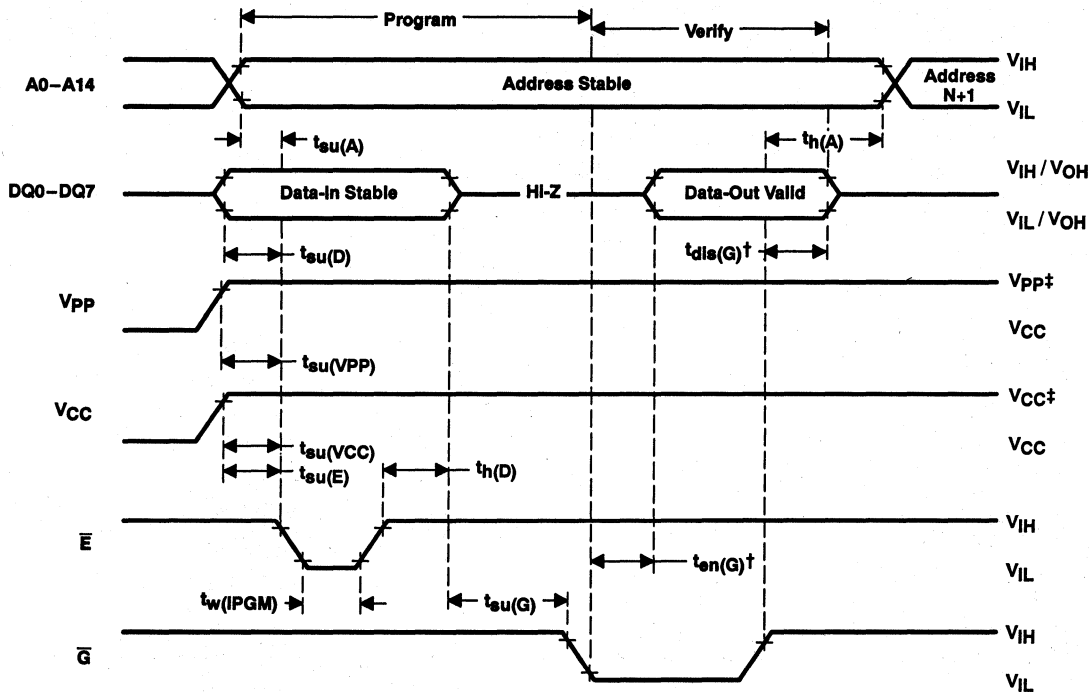 Program
Verify
A0–A14
Address Stable
VIH
Address
N+1
VIL
tsu(A)
th(A)
DQ0–DQ7
Data-In Stable
HI-Z
Data-Out Valid
VIH / VOH
VIL / VOH
tsu(D)
tdis(G)†
VPP
VPP‡
VCC
tsu(VPP)
VCC
VCC‡
VCC
tsu(VCC)
tsu(E)
th(D)
E
VIH
VIL
ten(G)†
tw(IPGM)
tsu(G)
G
VIH
VIL